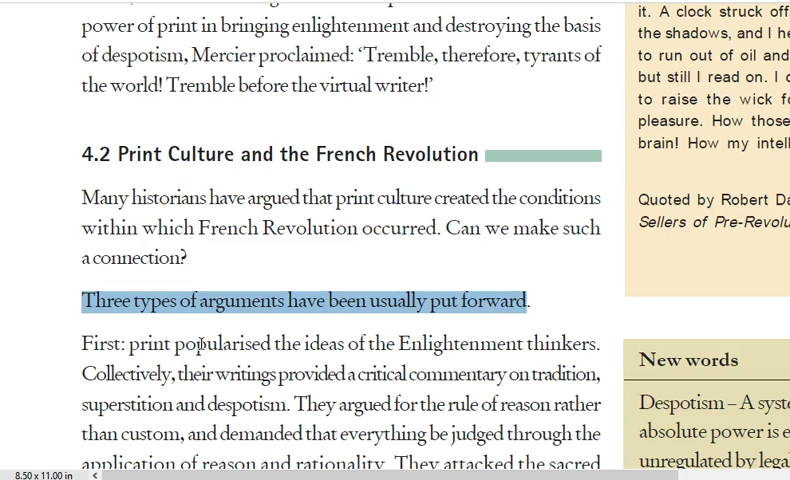 power of print in bringing enlightenment and destroying the basis
of despotism, Mercier proclaimed: ‘Tremble, therefore, tyrants of
the world! Tremble before the virtual writer!’
4.2 Print Culture and the French Revolution
Many historians have argued that print culture created the conditions
within which French Revolution occurred. Can we make such
a connection?
Three types of arguments have been usually put forward.
First: print popularised the ideas of the Enlightenment thinkers.
Collectively, their writings provided a critical commentary on tradition,
superstition and despotism. They argued for the rule of reason rather
than custom, and demanded that everything be judged through the
application of reason and rationality. They attacked the sacred
it. A clock struck off
the shadows, and I he
to run out of oil and
but still I read on. I
to raise the wick
pleasure. How those
brain! How my intell
Quoted by Robert Da
Sellers of Pre-Revolu
New words
Despotism – A syste
absolute power is e
unregulated by lega
8.50 x 11.00 in